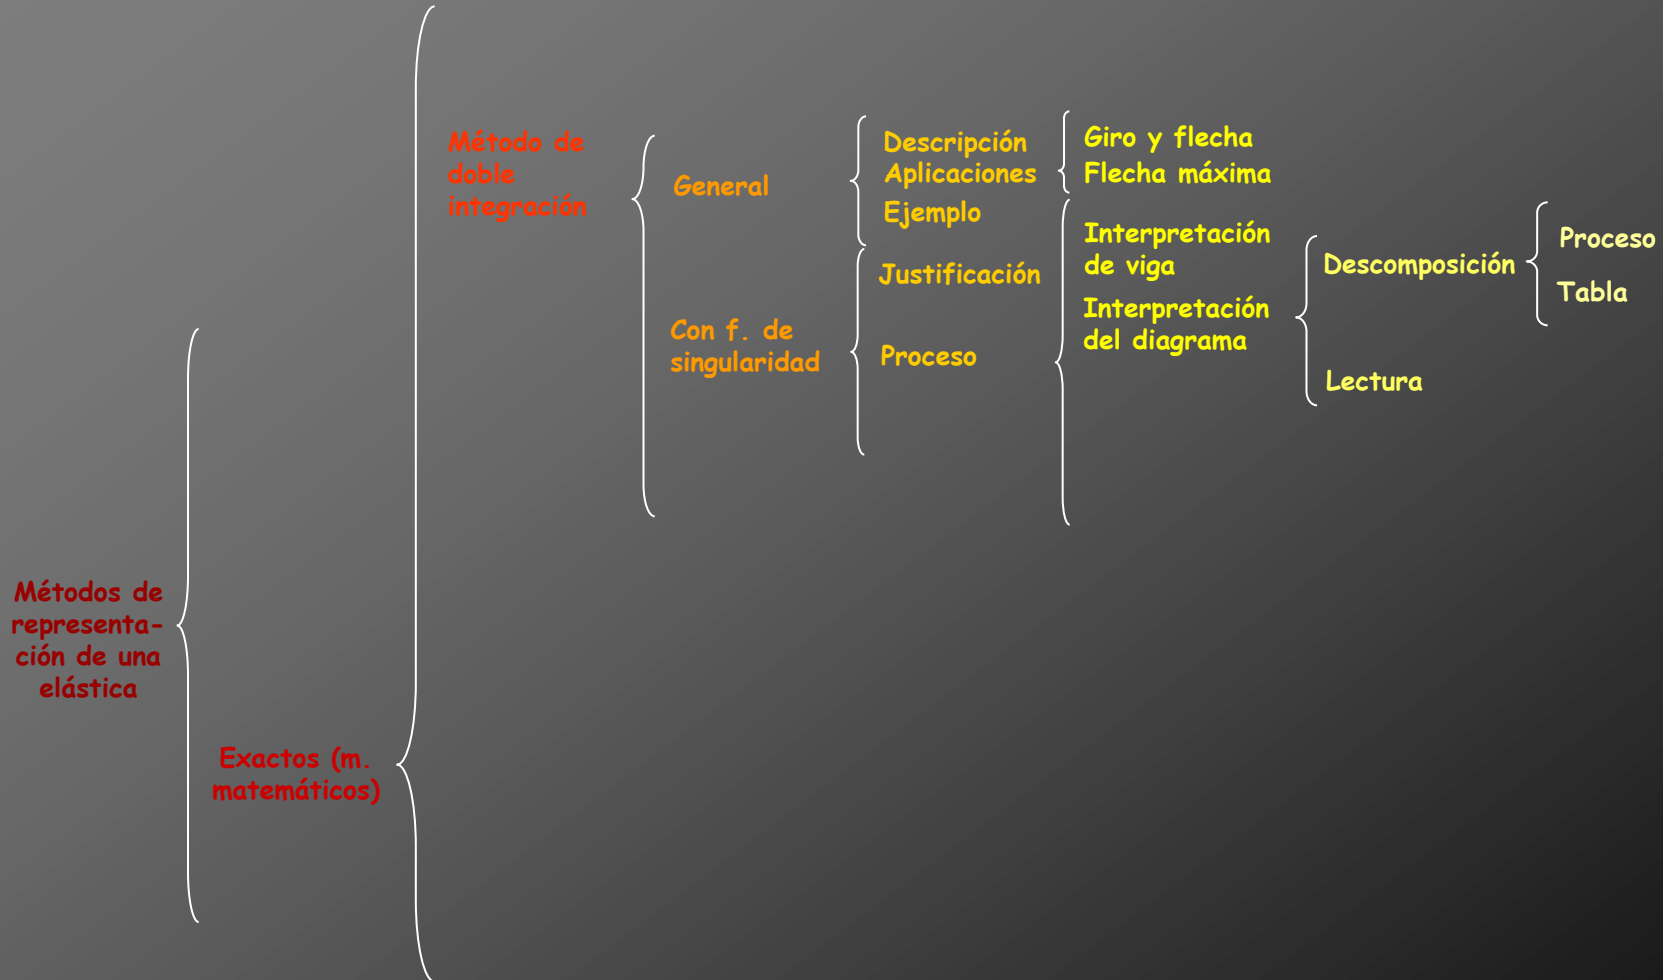 Métodos de
representa-
ción de una
elástica
Exactos (m.
matemáticos)
Método de
doble
integración
General
Descripción
Aplicaciones
Giro y flecha
Flecha máxima
Ejemplo
Con f. de
singularidad
Justificación
Proceso
Interpretación
de viga
Interpretación
del diagrama
Descomposición
Proceso
Tabla
Lectura